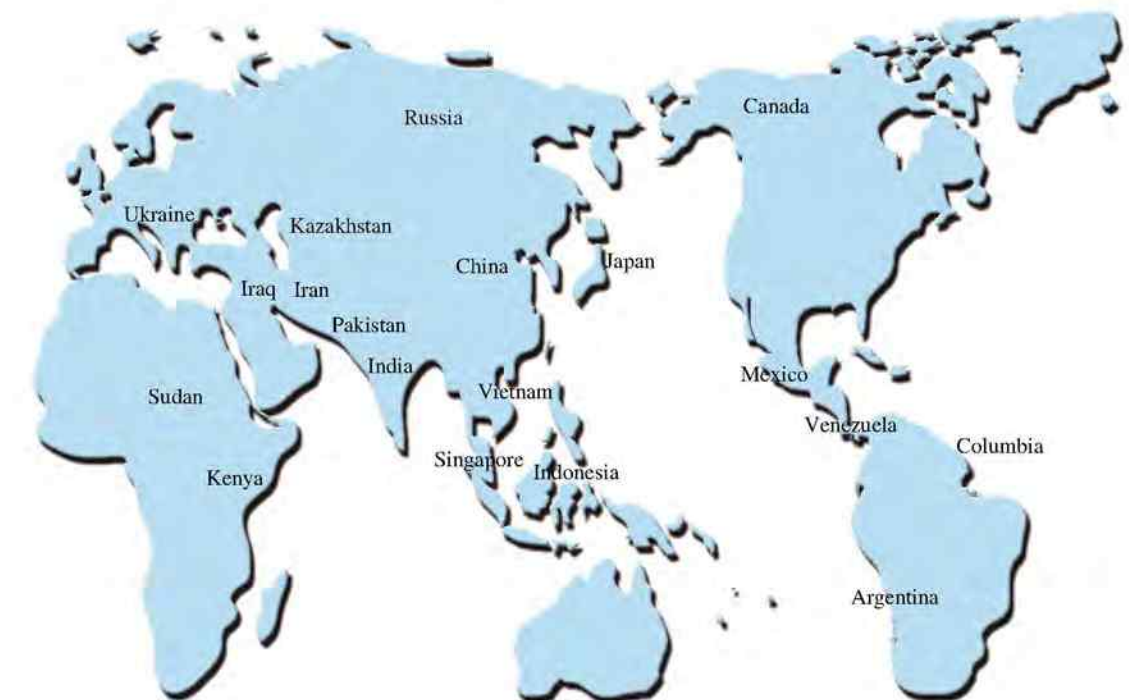 Canada
Russia
Ukraine
Kazakhstan
China
Japan
Iraq
Iran
Pakistan
India
Mexico
Vietnam
Sudan
Venezuela
Columbia
Singapore
Indonesia
Kenya
Argentina